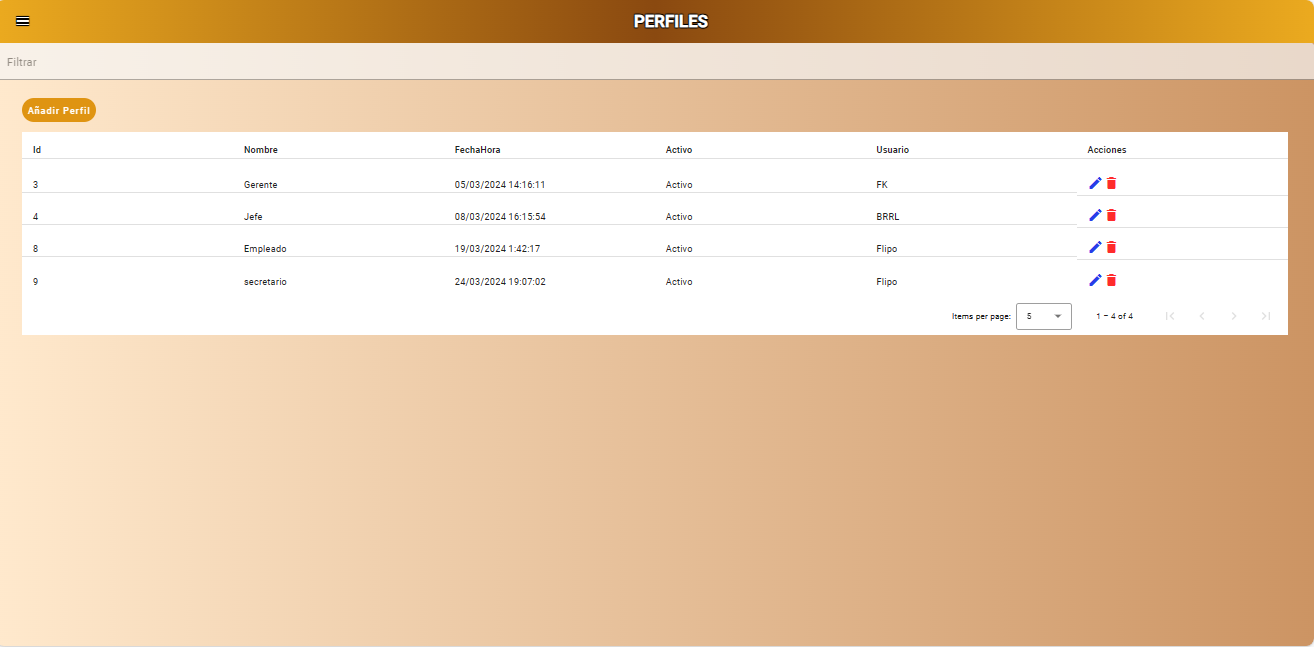 PERFILES
Filtrar
Añadir Perfil
Id Nombre FechaHora Activo Usuario Acciones
3 Gerente 05/03/2024 14:16:11 Activo FK
4 Jefe 08/03/2024 16:15:54 Activo BRRL
8 Empleado 19/03/2024 1:42:17 Activo Flipo
9 secretario 24/03/2024 19:07:02 Activo Flipo
Items per page: 5 1 – 4 of 4